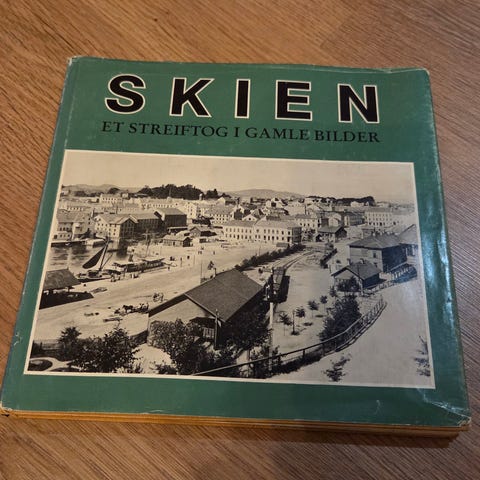 SKIEN
ET STREIFTOG I GAMLE BILDER